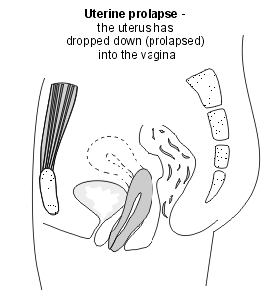 Uterine prolapse -
the uterus has
dropped down (prolapsed)
into the vagina